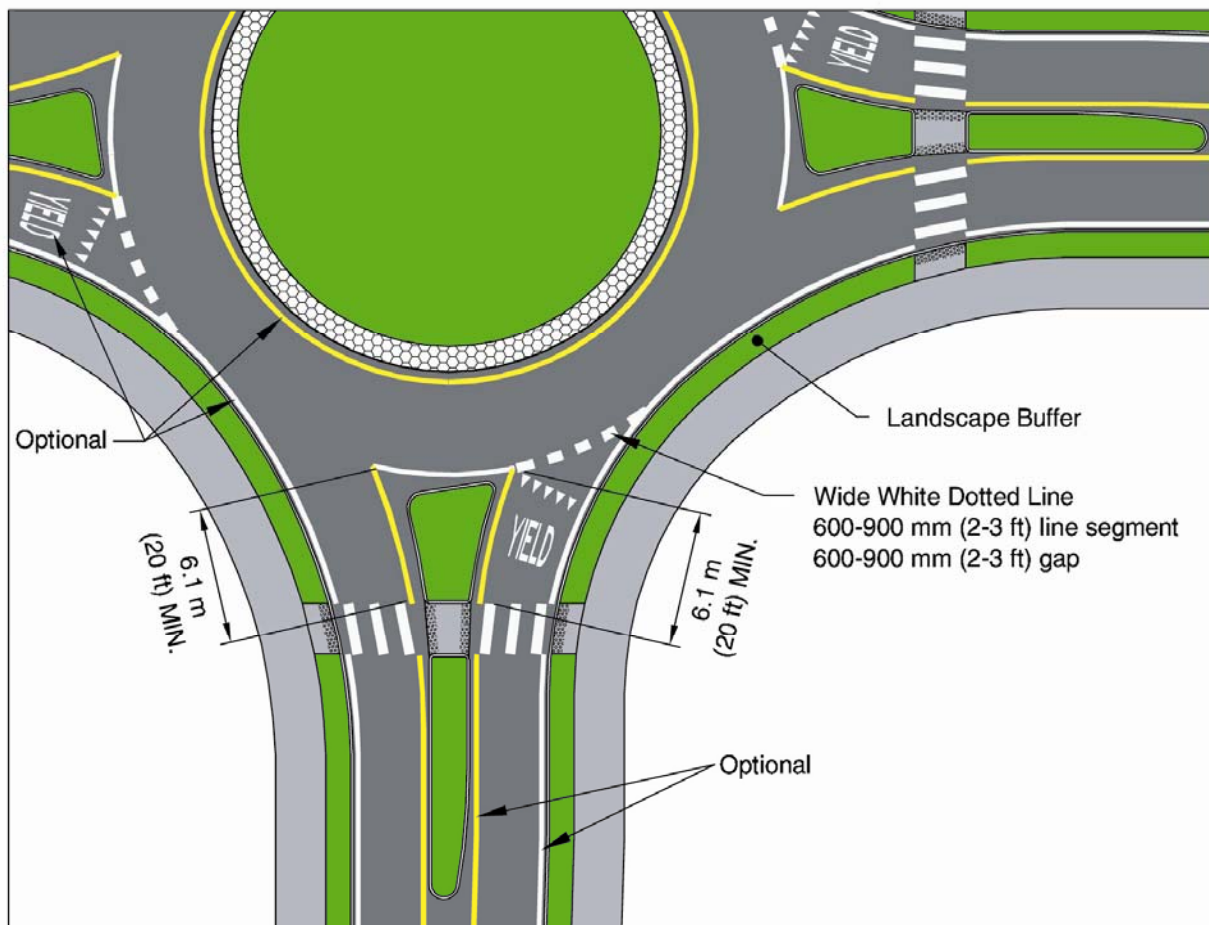 YIELD
YIELD
Optional
Landscape Buffer
Wide White Dotted Line
600-900 mm (2-3 ft) line segment
600-900 mm (2-3 ft) gap
YIELD
6.1 m
(20 ft) MIN.
6.1 m
(20 ft) MIN.
Optional